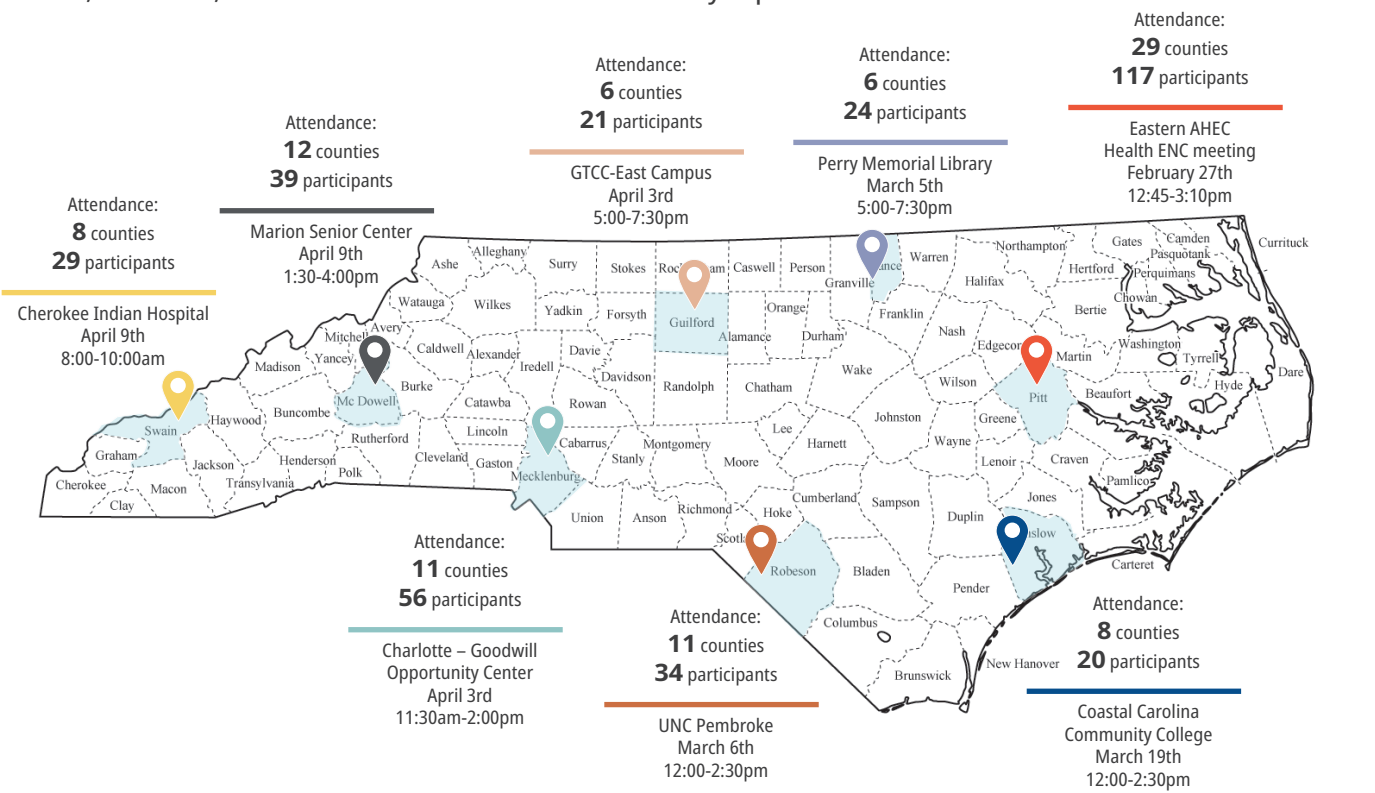 Attendance:
29 counties
117 participants
Eastern AHEC
Health ENC meeting
February 27th
12:45-3:10pm
Attendance:
6 counties
24 participants
Perry Memorial Library
March 5th
5:00-7:30pm
Attendance:
6 counties
21 participants
GTCC-East Campus
April 3rd
5:00-7:30pm
Attendance:
12 counties
39 participants
Marion Senior Center
April 9th
1:30-4:00pm
Attendance:
8 counties
29 participants
Cherokee Indian Hospital
April 9th
8:00-10:00am
Ashe
Alleghany
Surry
Stokes
Caswell
Person
Granville
Warren
Northampton
Gates
Camden
Pasquotank
Perquimans
Currituck
Hertford
Halifax
Chowan
Bertie
Watauga
Wilkes
Yadkin
Forsyth
Guilford
Alamance
Orange
Durham
Franklin
Nash
Martin
Washington
Tyrrell
Dare
Hyde
Mitchell
Avery
Yancey
Madison
Caldwell
Alexander
Iredell
Davie
Davidson
Randolph
Chatham
Wake
Wilson
Pitt
Beaufort
Greene
Mc Dowell
Burke
Catawba
Rowan
Buncombe
Haywood
Swain
Graham
Jackson
Cherokee
Macon
Clay
Transylvania
Henderson
Polk
Rutherford
Cleveland
Lincoln
Gaston
Mecklenburg
Cabarrus
Stanly
Montgomery
Moore
Lee
Harnett
Johnston
Wayne
Lenoir
Craven
Pamlico
Jones
Union
Anson
Richmond
Hoke
Cumberland
Sampson
Duplin
Carteret
Robeson
Bladen
Pender
Columbus
Brunswick
New Hanover
Attendance:
11 counties
56 participants
Charlotte – Goodwill
Opportunity Center
April 3rd
11:30am-2:00pm
Attendance:
11 counties
34 participants
UNC Pembroke
March 6th
12:00-2:30pm
Attendance:
8 counties
20 participants
Coastal Carolina
Community College
March 19th
12:00-2:30pm